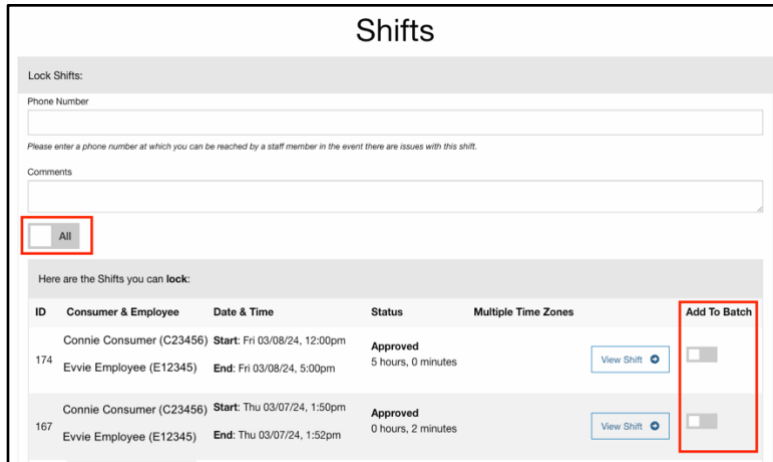 Shifts
Lock Shifts:
Phone Number
Please enter a phone number at which you can be reached by a staff member in the event there are issues with this shift.
Comments
All
Here are the Shifts you can lock:
ID Consumer & Employee Date & Time Status Multiple Time Zones Add To Batch
174 Connie Consumer (C23456) Start: Fri 03/08/24, 12:00pm Approved
5 hours, 0 minutes
Evvie Employee (E12345) End: Fri 03/08/24, 5:00pm View Shift
167 Connie Consumer (C23456) Start: Thu 03/07/24, 1:50pm Approved
0 hours, 2 minutes
Evvie Employee (E12345) End: Thu 03/07/24, 1:52pm View Shift